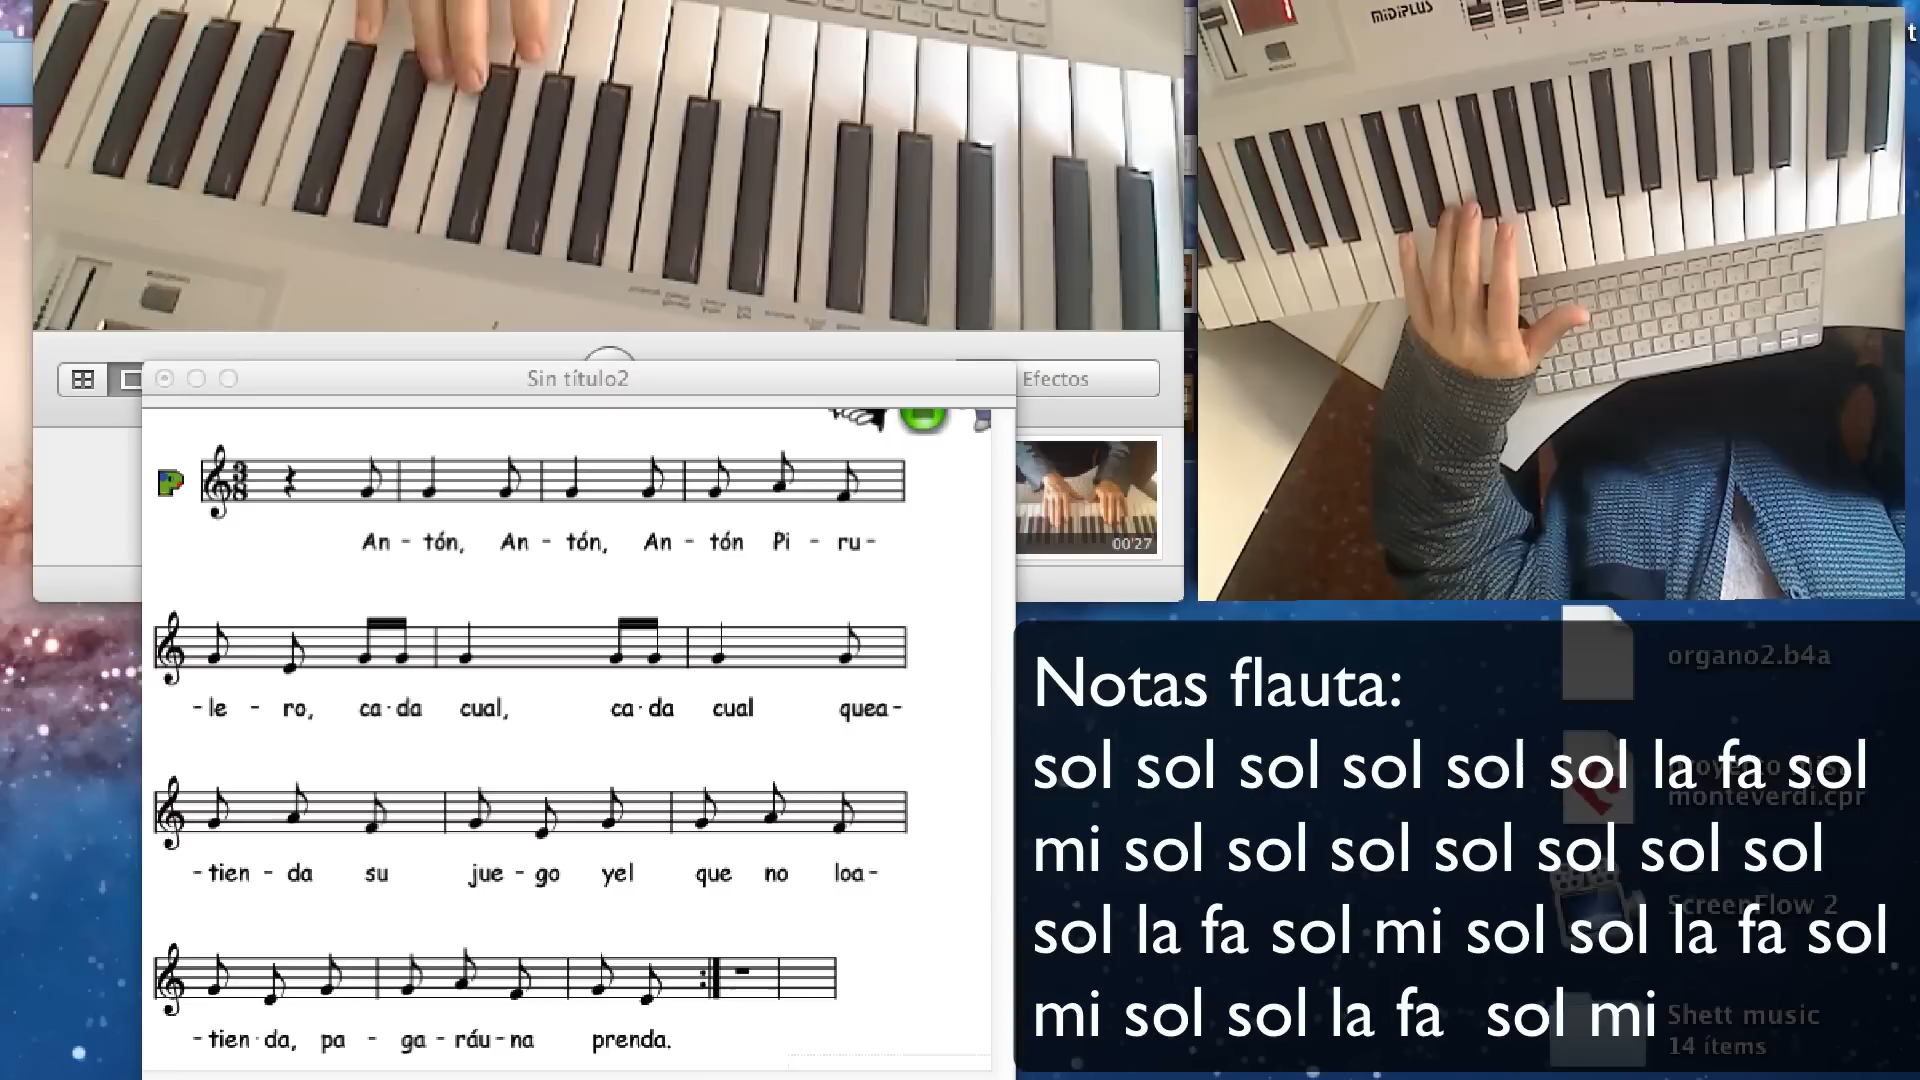 MIDIPLUS
t
Sin título2
Efectos
00'27
3
8
An - tón, An - tón, An - tón Pi - ru -
- le - ro, ca - da cual, ca - da cual quea -
- tien - da su jue - go yel que no loa -
- tien - da, pa - ga - ráu - na prenda.
Notas flauta:
sol sol sol sol sol sol la fa sol
mi sol sol sol sol sol sol sol
sol la fa sol mi sol sol la fa sol
mi sol sol la fa sol mi
organo2.b4a
monteverdi.cpr
ScreenFlow 2
Shett music
14 ítems